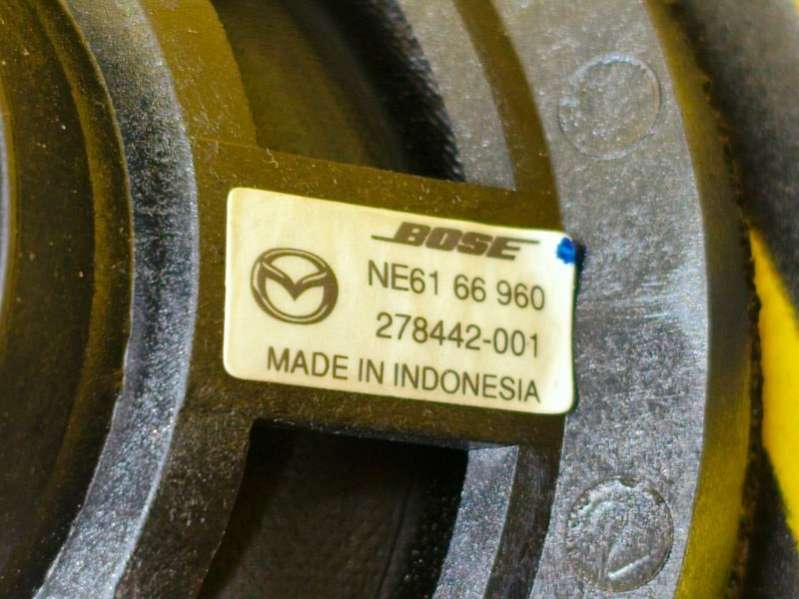 BOSE
NE61 66 960
278442-001
MADE IN INDONESIA